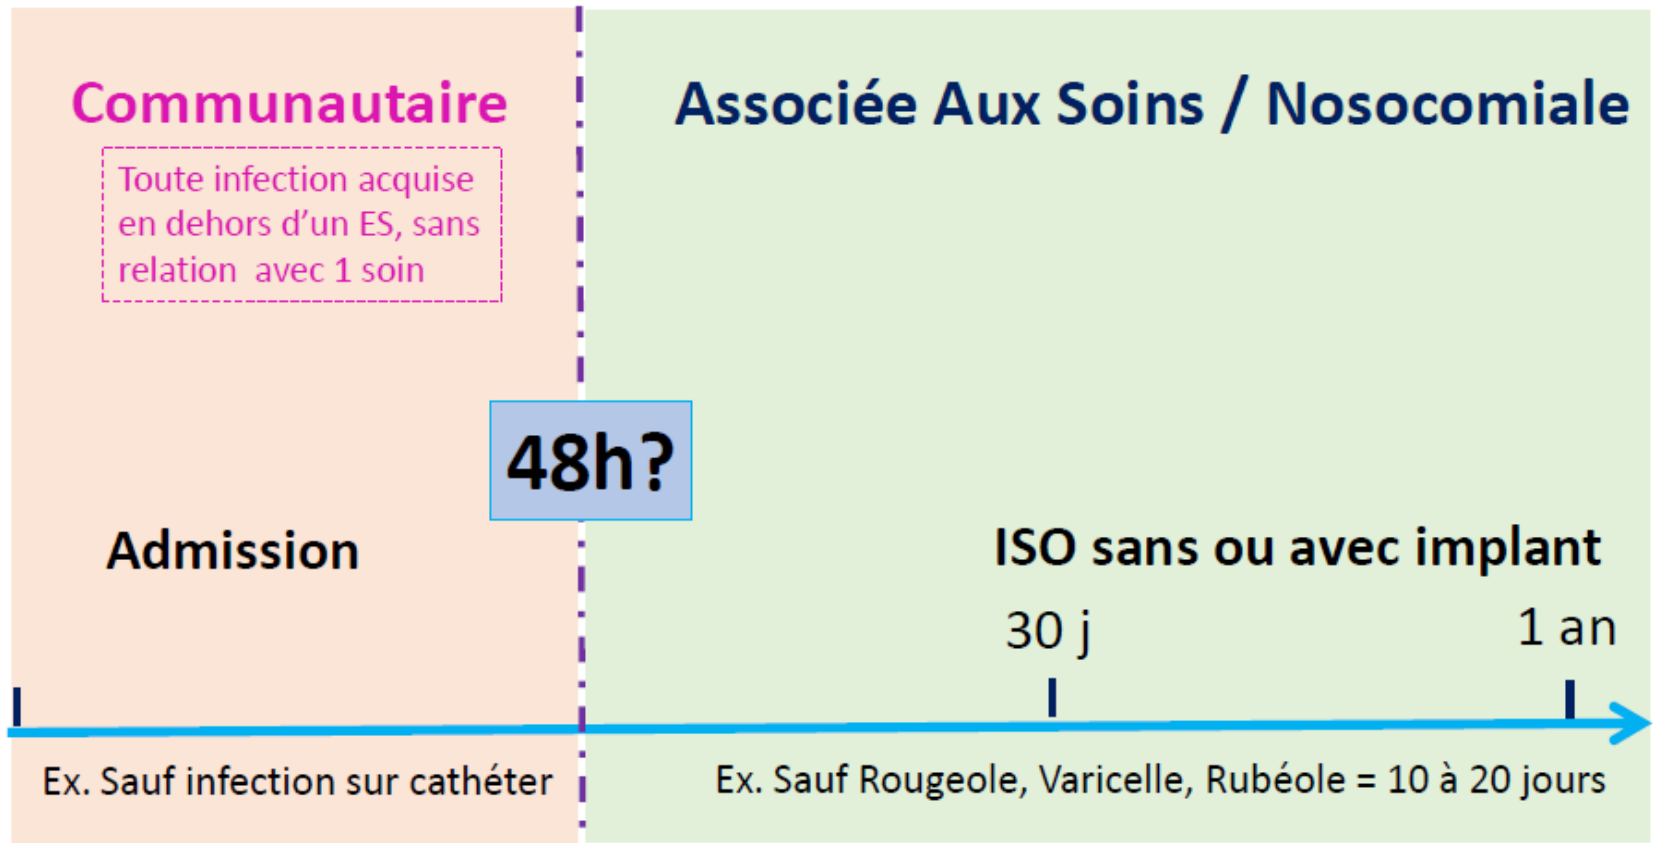 Communautaire
Toute infection acquise
en dehors d’un ES, sans
relation avec 1 soin
Associée Aux Soins / Nosocomiale
48h?
Admission
ISO sans ou avec implant
30 j
1 an
Ex. Sauf infection sur cathéter
Ex. Sauf Rougeole, Varicelle, Rubéole = 10 à 20 jours